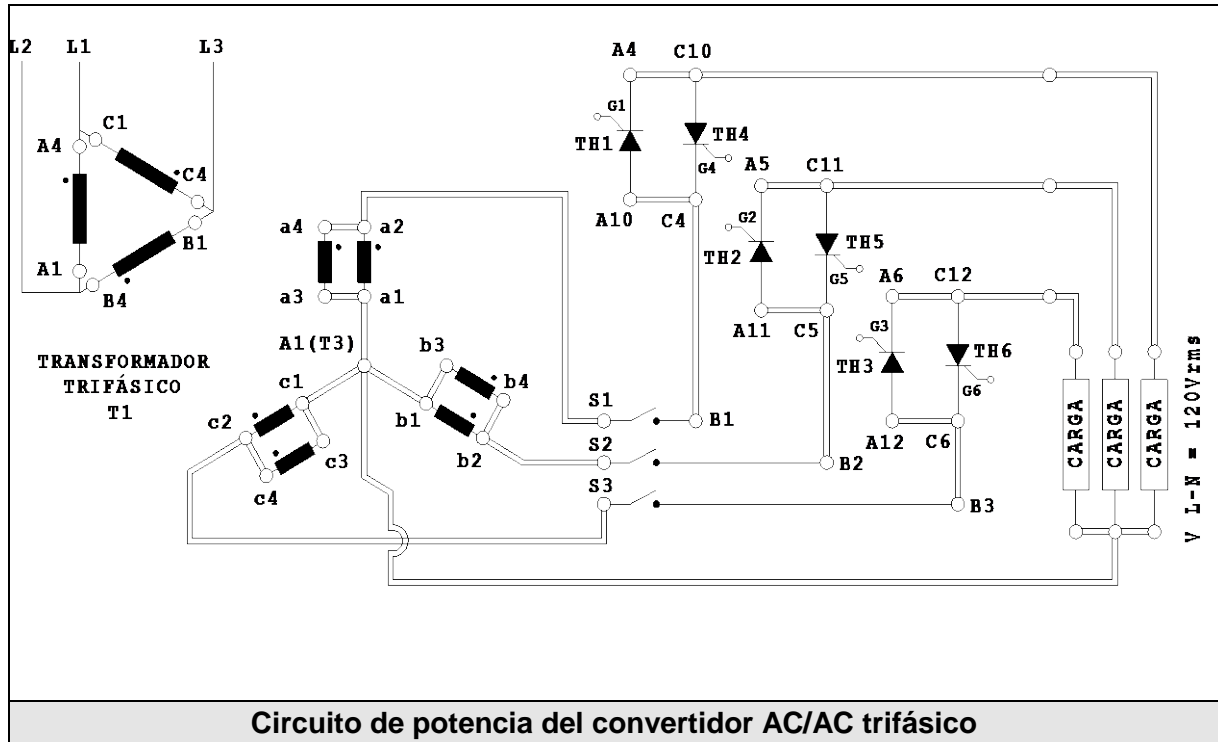 L2 L1 L3
A4 C10
C1
G1
A4
TH1 TH4
C4
G4
A5 C11
A10 C4
G2
a4 a2
B1
TH2 TH5
A1
G5
B4
a3 a1
A6 C12
A11 C5
G3
A1(T3)
b3
TRANSFORMADOR
TRIFÁSICO
T1
TH3 TH6
G6
c1
b4
c2
b1
S1
B1
A12 C6
CARGA CARGA CARGA
V L-N = 120Vrms
c3
b2
S2
B2
c4
S3
B3
Circuito de potencia del convertidor AC/AC trifásico